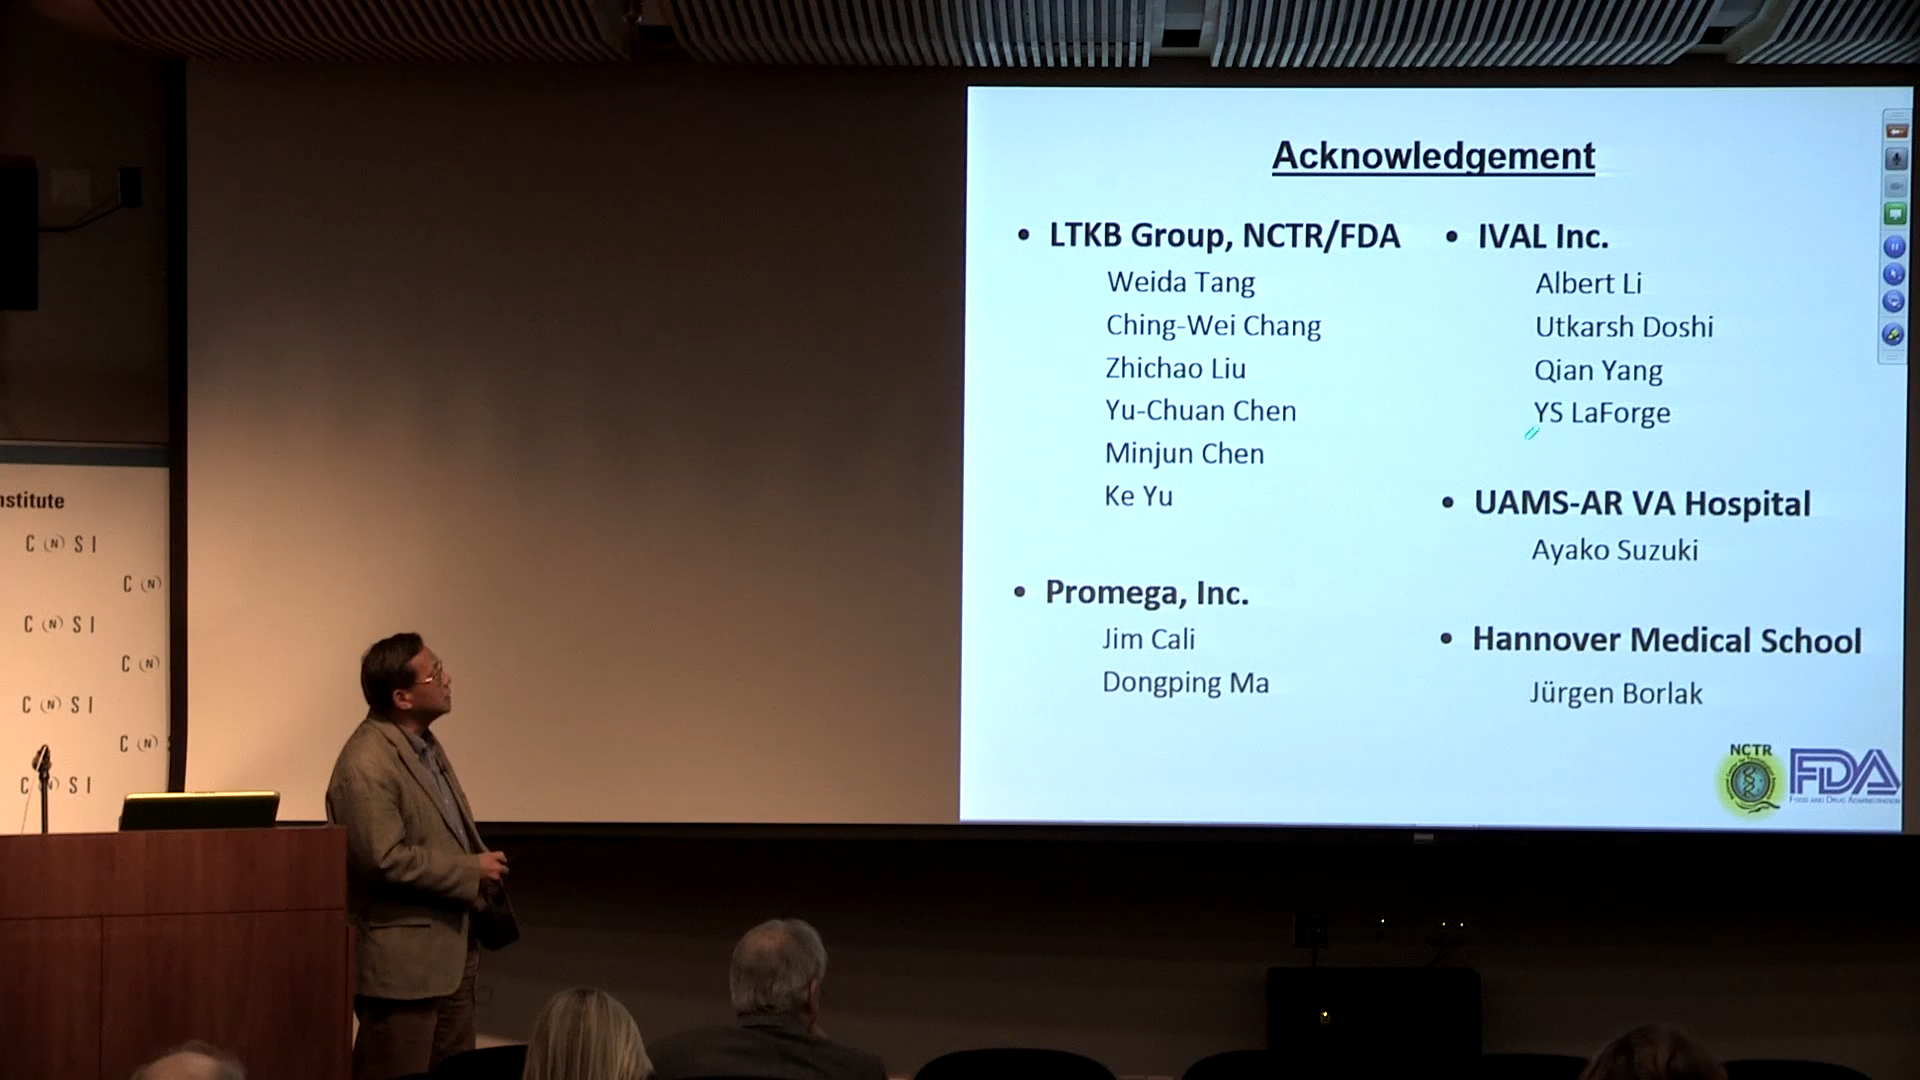 Acknowledgement
• LTKB Group, NCTR/FDA
Weida Tang
Ching-Wei Chang
Zhichao Liu
Yu-Chuan Chen
Minjun Chen
Ke Yu
• Promega, Inc.
Jim Cali
Dongping Ma
• IVAL Inc.
Albert Li
Utkarsh Doshi
Qian Yang
YS LaForge
• UAMS-AR VA Hospital
Ayako Suzuki
• Hannover Medical School
Jürgen Borlak
NCTR
FDA
Food and Drug Administration
nstitute
C (N) S I
C (N)
C (N) S I
C (N)
C (N) S I
C (N) S
C (N) S I